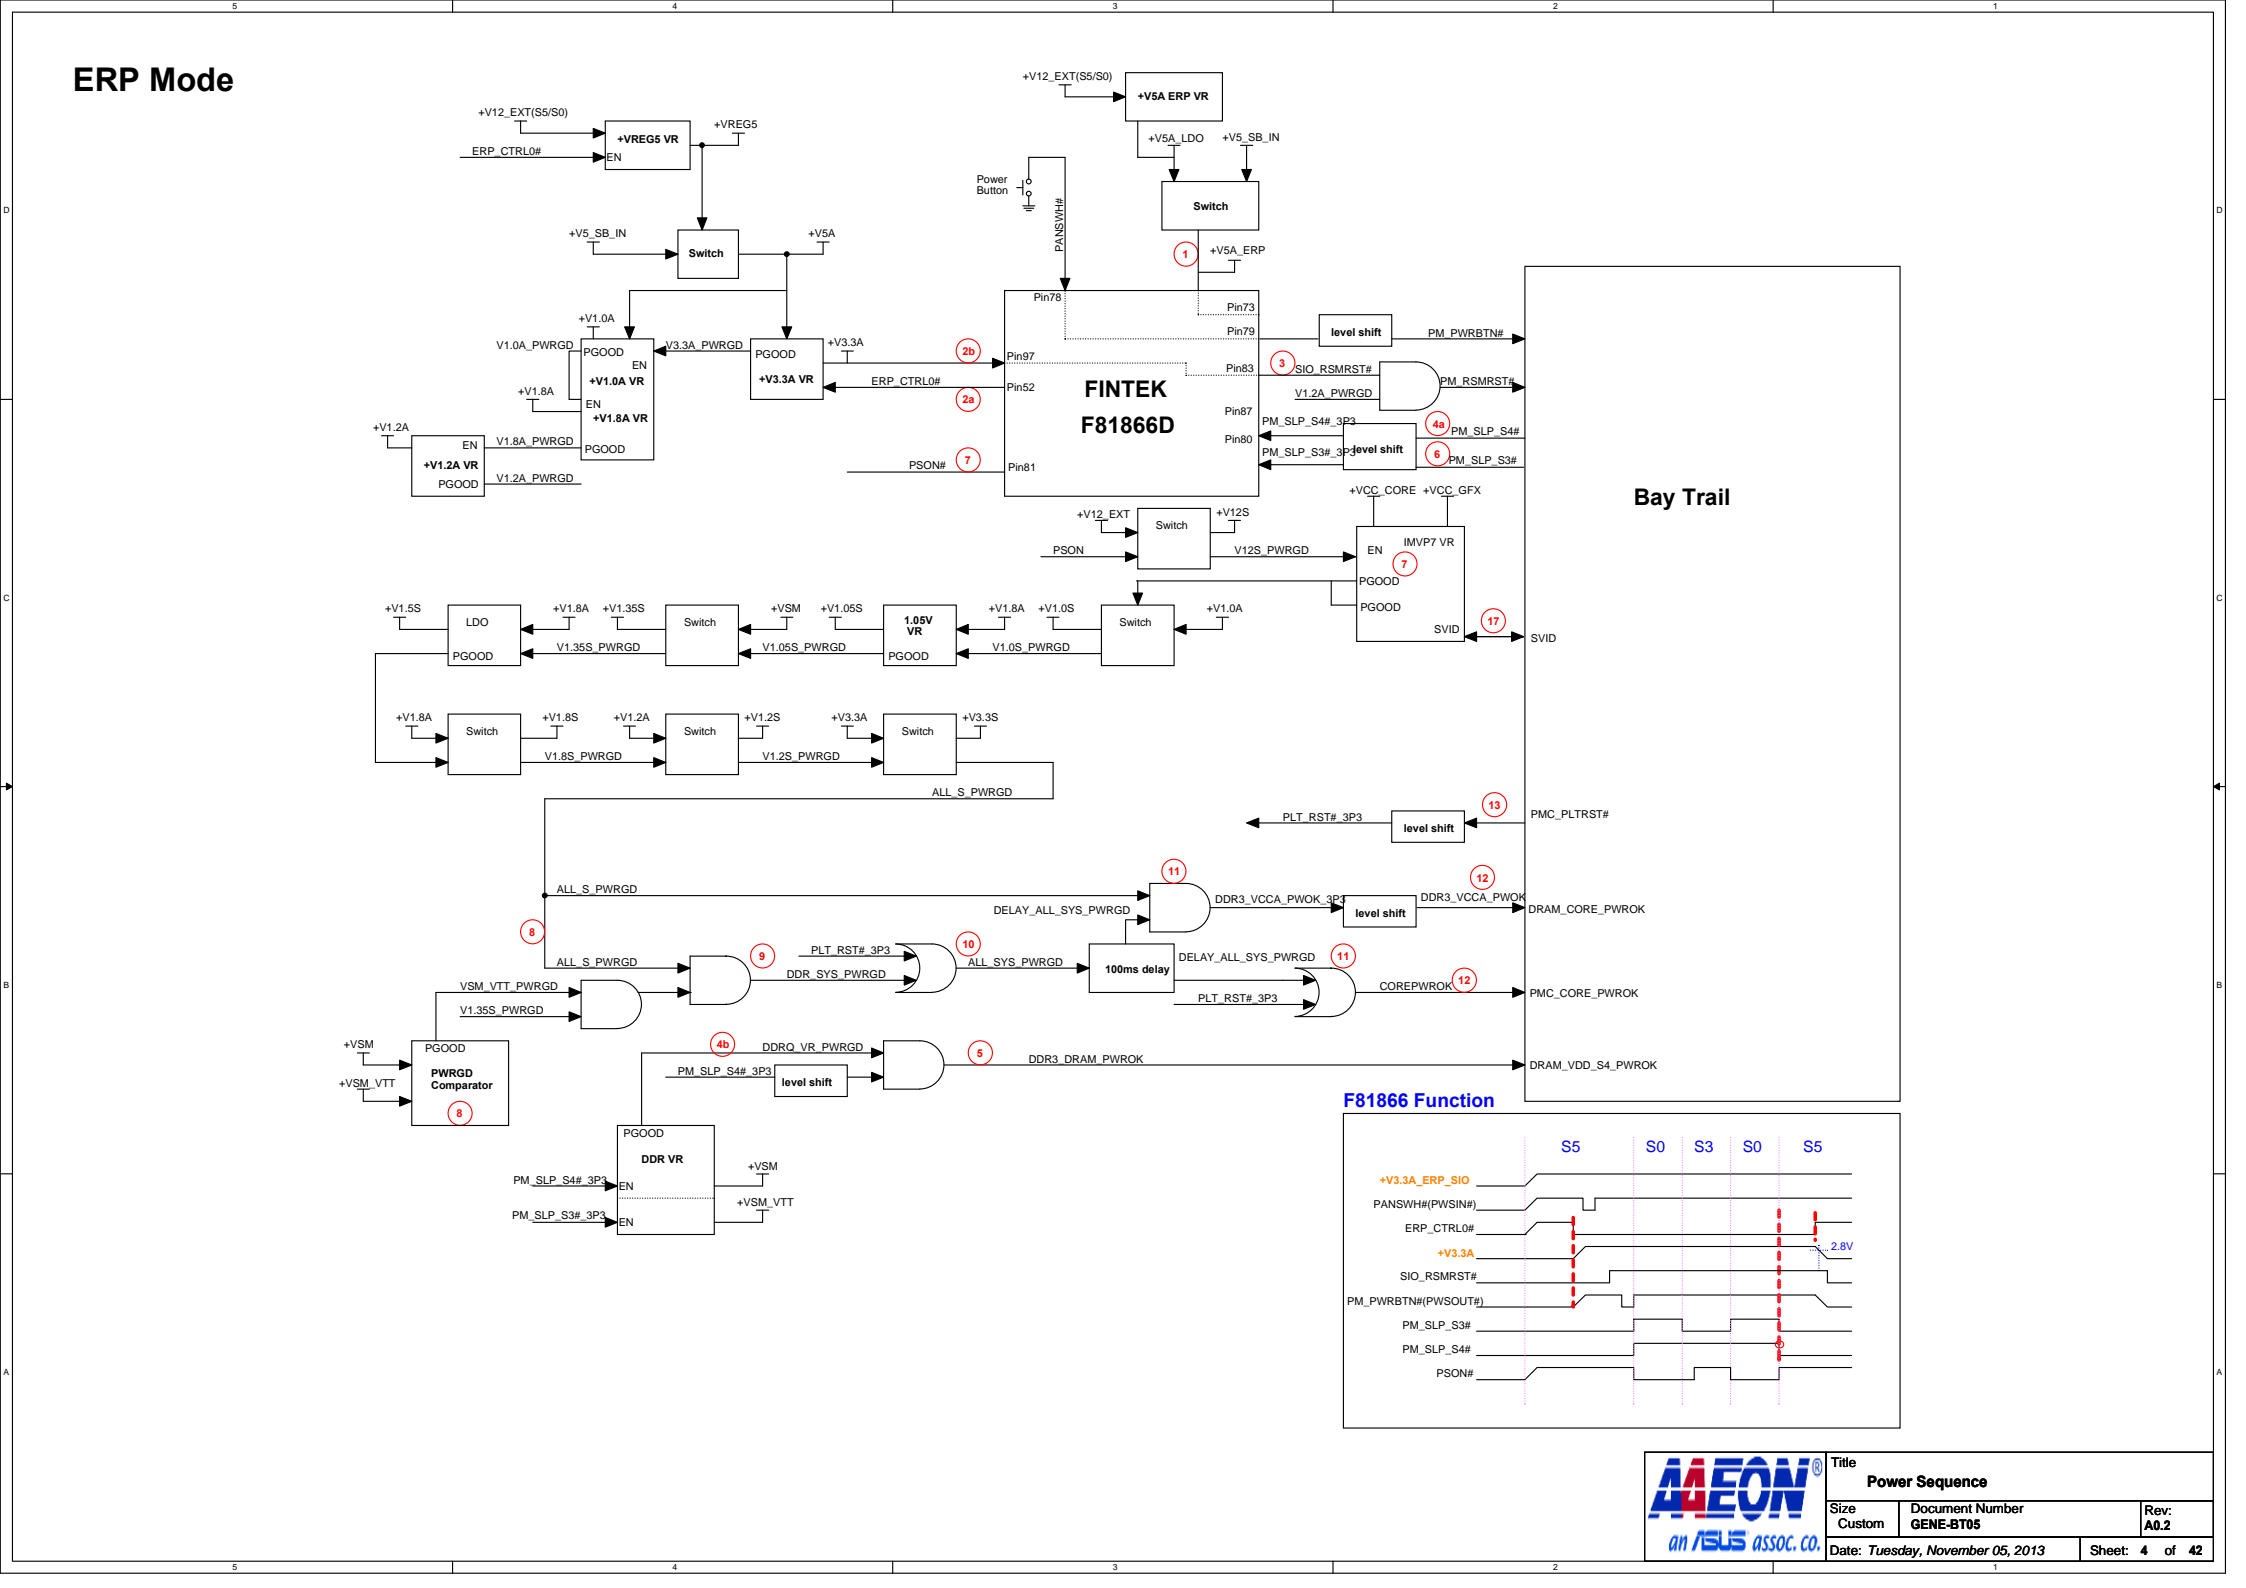 5
4
3
2
1
ERP Mode
+V12_EXT(S5/S0)
+VREG5 VR
EN
+VREG5
ERP_CTRL0#
+V5_SB_IN
Switch
+V5A
+V12_EXT(S5/S0)
+V5A ERP VR
+V5A_LDO
+V5_SB_IN
Switch
Power
Button
PANSWH#
1
+V5A_ERP
D
D
+V1.0A
V1.0A_PWRGD
PGOOD
EN
+V1.0A VR
+V1.8A
EN
+V1.8A VR
PGOOD
V3.3A_PWRGD
PGOOD
+V3.3A VR
+V3.3A
2b
ERP_CTRL0#
2a
+V1.2A
EN
+V1.2A VR
PGOOD
V1.8A_PWRGD
V1.2A_PWRGD
PSON#
7
Pin78
Pin73
Pin79
Pin97
Pin83
Pin52
Pin87
Pin80
Pin81
FINTEK
F81866D
level shift
PM_PWRBTN#
3
SIO_RSMRST#
V1.2A_PWRGD
PM_RSMRST#
PM_SLP_S4#_3P3
level shift
4a
PM_SLP_S4#
PM_SLP_S3#_3P3
6
PM_SLP_S3#
Bay Trail
+VCC_CORE
+VCC_GFX
+V12_EXT
Switch
+V12S
PSON
V12S_PWRGD
IMVP7 VR
EN
7
PGOOD
PGOOD
SVID
17
SVID
C
C
+V1.5S
LDO
PGOOD
+V1.8A
+V1.35S
V1.35S_PWRGD
Switch
+VSM
+V1.05S
V1.05S_PWRGD
1.05V
VR
PGOOD
+V1.8A
+V1.0S
V1.0S_PWRGD
Switch
+V1.0A
+V1.8A
Switch
+V1.8S
V1.8S_PWRGD
+V1.2A
Switch
+V1.2S
V1.2S_PWRGD
+V3.3A
Switch
+V3.3S
ALL_S_PWRGD
PLT_RST#_3P3
level shift
13
PMC_PLTRST#
ALL_S_PWRGD
11
DELAY_ALL_SYS_PWRGD
DDR3_VCCA_PWOK_3P3
level shift
12
DDR3_VCCA_PWOK
DRAM_CORE_PWROK
8
ALL_S_PWRGD
9
PLT_RST#_3P3
DDR_SYS_PWRGD
10
ALL_SYS_PWRGD
100ms delay
DELAY_ALL_SYS_PWRGD
11
PLT_RST#_3P3
COREPWROK
12
PMC_CORE_PWROK
B
B
VSM_VTT_PWRGD
V1.35S_PWRGD
+VSM
+VSM_VTT
PGOOD
PWRGD
Comparator
8
4b
DDRQ_VR_PWRGD
PM_SLP_S4#_3P3
level shift
5
DDR3_DRAM_PWROK
DRAM_VDD_S4_PWROK
PGOOD
DDR VR
PM_SLP_S4#_3P3
EN
+VSM
PM_SLP_S3#_3P3
EN
+VSM_VTT
F81866 Function
S5
S0
S3
S0
S5
+V3.3A_ERP_SIO
PANSWH#(PWSIN#)
ERP_CTRL0#
+V3.3A
2.8V
SIO_RSMRST#
PM_PWRBTN#(PWSOUT#)
PM_SLP_S3#
PM_SLP_S4#
PSON#
A
A
AAEON®
an ASUS assoc. co.
Title
Power Sequence
Size
Custom
Document Number
GENE-BT05
Rev:
A0.2
Date: Tuesday, November 05, 2013
Sheet: 4 of 42
5
4
3
2
1